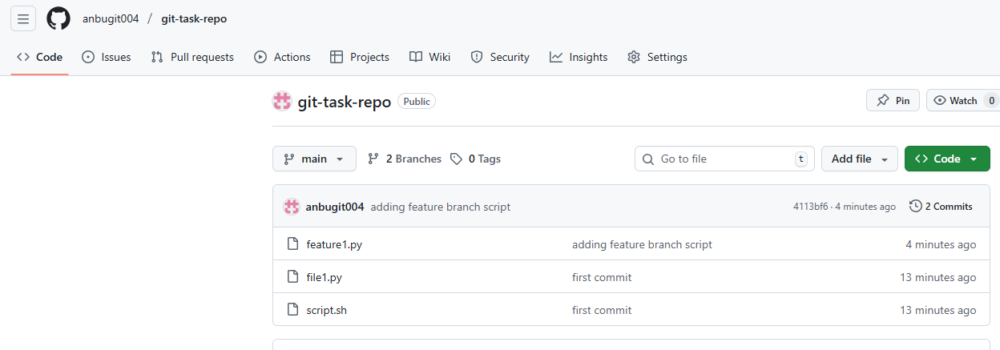 anbugit004 / git-task-repo
Code Issues Pull requests Actions Projects Wiki Security Insights Settings
git-task-repo Public Pin Watch 0
main 2 Branches 0 Tags Go to file t Add file Code
anbugit004 adding feature branch script 4113bf6 · 4 minutes ago 2 Commits
feature1.py adding feature branch script 4 minutes ago
file1.py first commit 13 minutes ago
script.sh first commit 13 minutes ago